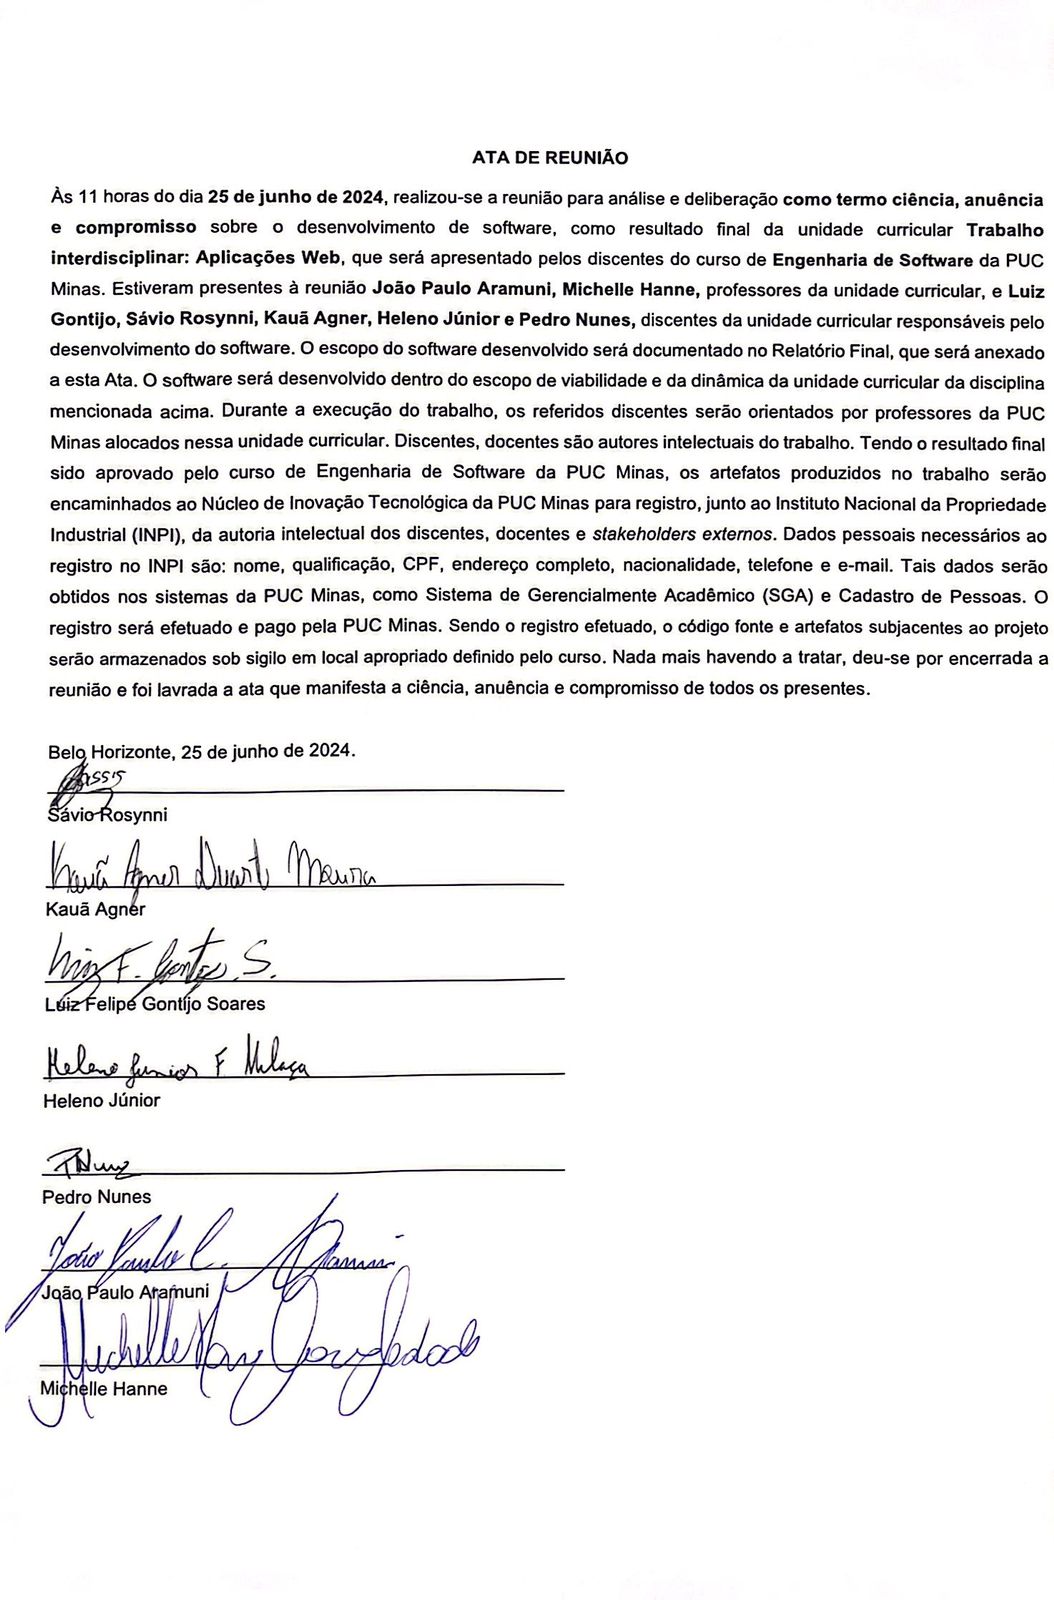 ATA DE REUNIÃO
Às 11 horas do dia 25 de junho de 2024, realizou-se a reunião para análise e deliberação como termo ciência, anuência
e compromisso sobre o desenvolvimento de software, como resultado final da unidade curricular Trabalho
interdisciplinar: Aplicações Web, que será apresentado pelos discentes do curso de Engenharia de Software da PUC
Minas. Estiveram presentes à reunião João Paulo Aramuni, Michelle Hanne, professores da unidade curricular, e Luiz
Gontijo, Sávio Rosynni, Kauã Agner, Heleno Júnior e Pedro Nunes, discentes da unidade curricular responsáveis pelo
desenvolvimento do software. O escopo do software desenvolvido será documentado no Relatório Final, que será anexado
a esta Ata. O software será desenvolvido dentro do escopo de viabilidade e da dinâmica da unidade curricular da disciplina
mencionada acima. Durante a execução do trabalho, os referidos discentes serão orientados por professores da PUC
Minas alocados nessa unidade curricular. Discentes, docentes são autores intelectuais do trabalho. Tendo o resultado final
sido aprovado pelo curso de Engenharia de Software da PUC Minas, os artefatos produzidos no trabalho serão
encaminhados ao Núcleo de Inovação Tecnológica da PUC Minas para registro, junto ao Instituto Nacional da Propriedade
Industrial (INPI), da autoria intelectual dos discentes, docentes e stakeholders externos. Dados pessoais necessários ao
registro no INPI são: nome, qualificação, CPF, endereço completo, nacionalidade, telefone e e-mail. Tais dados serão
obtidos nos sistemas da PUC Minas, como Sistema de Gerencialmente Acadêmico (SGA) e Cadastro de Pessoas. O
registro será efetuado e pago pela PUC Minas. Sendo o registro efetuado, o código fonte e artefatos subjacentes ao projeto
serão armazenados sob sigilo em local apropriado definido pelo curso. Nada mais havendo a tratar, deu-se por encerrada a
reunião e foi lavrada a ata que manifesta a ciência, anuência e compromisso de todos os presentes.
Belo Horizonte, 25 de junho de 2024.
Sávio Rosynni
Kauã Agner Duarte Moura
Kauã Agner
Luiz F. Gontijo S.
Luiz Felipe Gontijo Soares
Heleno Junior F
Heleno Júnior
P Nunes
Pedro Nunes
João Paulo C. Aramuni
João Paulo Aramuni
Michelle
Michelle Hanne